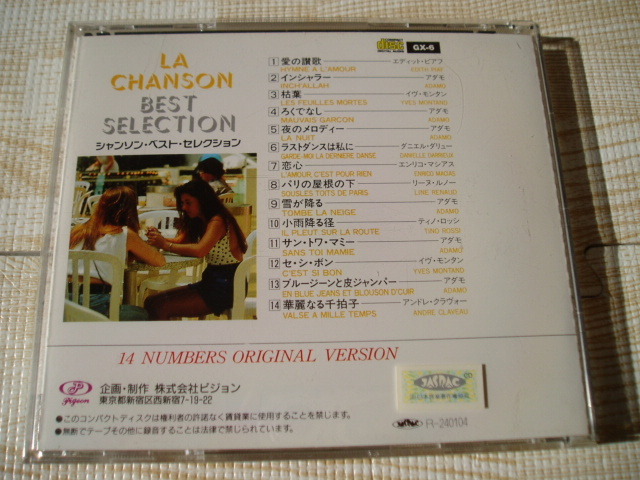 LA
CHANSON
BEST
SELECTION
シャンソン・ベスト・セレクション
GX-6
1 愛の讃歌 エディット・ピアフ
HYMNE A L'AMOUR EDITH PIAF
2 インシャラー アダモ
INCH'ALLAH ADAMO
3 枯葉 イヴ・モンタン
LES FEUILLES MORTES YVES MONTAND
4 ろくでなし アダモ
MAUVAIS GARCON ADAMO
5 夜のメロディー アダモ
LA NUIT ADAMO
6 ラストダンスは私に ダニエル・ダリュー
GARDE-MOI LA DERNIERE DANSE DANIELLE DARRIEUX
7 恋心 エンリコ・マシアス
L'AMOUR, C'EST POUR RIEN ENRICO MACIAS
8 パリの屋根の下 リーヌ・ルノー
SOUSLES TOITS DE PARIS LINE RENAUD
9 雪が降る アダモ
TOMBE LA NEIGE ADAMO
10 小雨降る径 ティノ・ロッシ
IL PLEUT SUR LA ROUTE TINO ROSSI
11 サン・トワ・マミー アダモ
SANS TOI MAMIE ADAMO
12 セ・シ・ボン イヴ・モンタン
C'EST SI BON YVES MONTAND
13 ブルージーンと皮ジャンパー アダモ
EN BLUE JEANS ET BLOUSON D'CUIR ADAMO
14 華麗なる千拍子 アンドレ・クラヴォー
VALSE A MILLE TEMPS ANDRE CLAVEAU
14 NUMBERS ORIGINAL VERSION
Pigeon
企画・制作 株式会社ピジョン
東京都新宿区西新宿7-19-22
●このコンパクトディスクは権利者の許諾なく賃貸業に使用することを禁じます。
●無断でテープその他に録音することは法律で禁じられています。
JASRAC
JASRAC R-240104